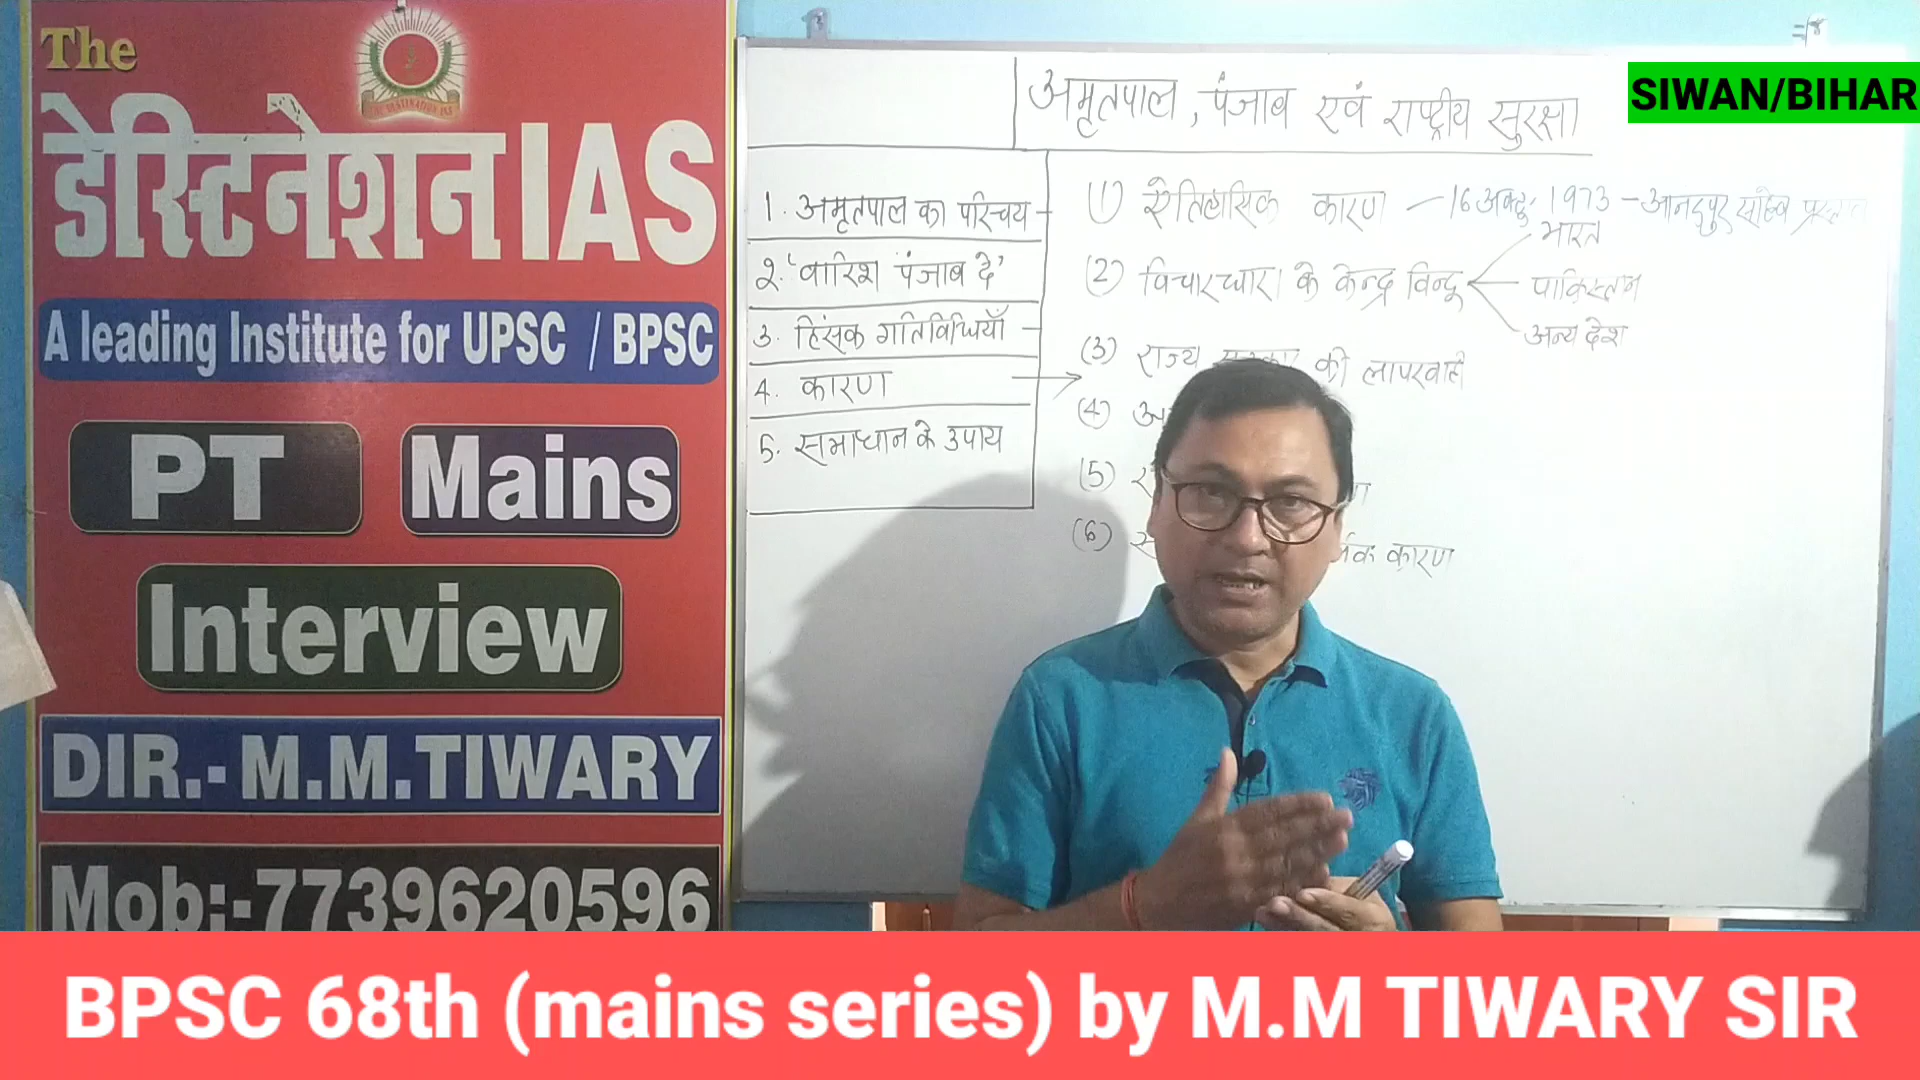 The
डेस्टिनेशन IAS
A leading Institute for UPSC / BPSC
PT Mains
Interview
DIR.- M.M.TIWARY
Mob:-7739620596
SIWAN/BIHAR
अमृतपाल, पंजाब एवं राष्ट्रीय सुरक्षा
1. अमृतपाल का परिचय
२. 'वारिश पंजाब दे'
3. हिंसक गतिविधियाँ
4. कारण
5. समाधान के उपाय
(1) ऐतिहासिक कारण – 16 अक्टू. 1973 – आनन्दपुर साहिब प्रस्ताव
(2) विचारधारा के केन्द्र बिन्दू
भारत
पाकिस्तान
अन्य देश
(3) राज्य सरकार की लापरवाही
(4)
(5)
(6) कारण
BPSC 68th (mains series) by M.M TIWARY SIR